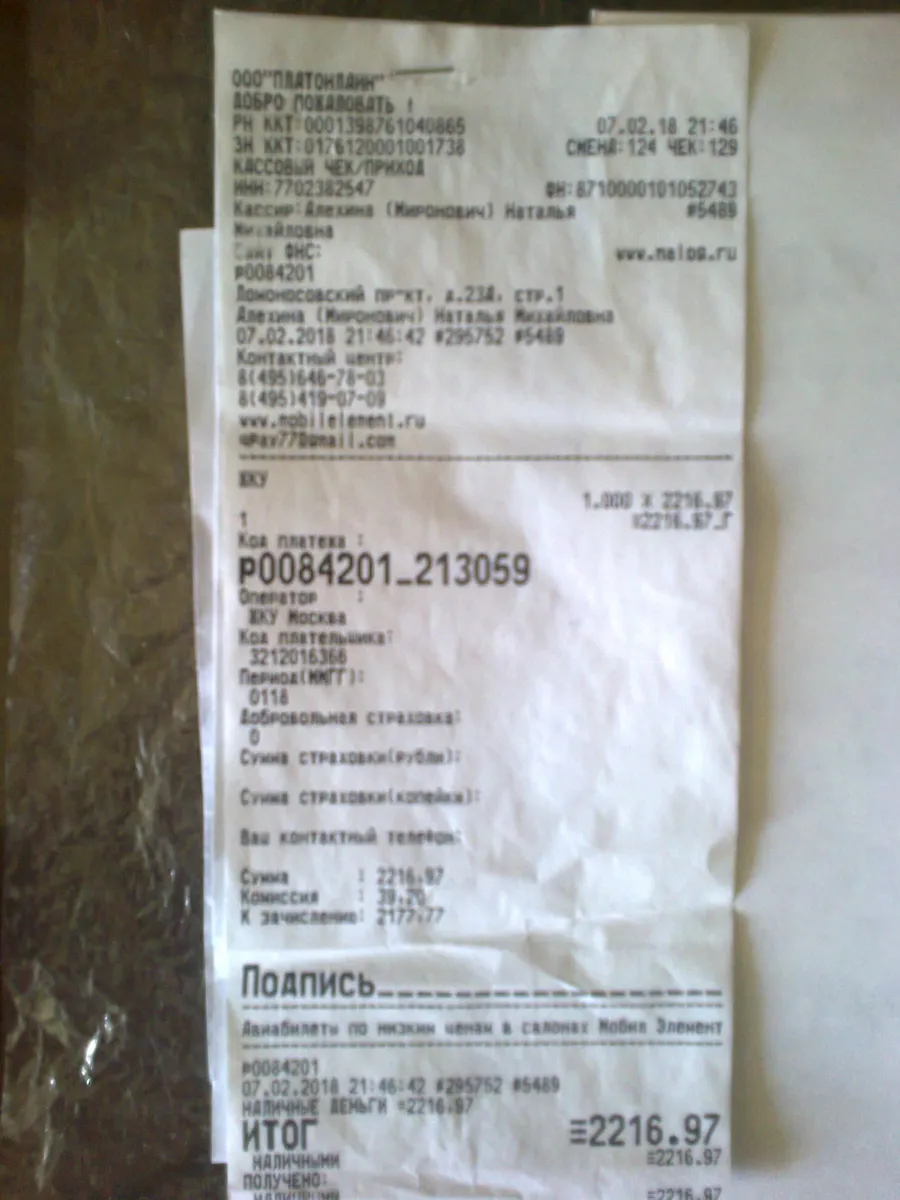 ООО"ПЛАТОНЛАЙН"
ДОБРО ПОЖАЛОВАТЬ !
РН ККТ:0001398761040865 07.02.18 21:46
ЗН ККТ:0176120001001738 СМЕНА:124 ЧЕК:129
КАССОВЫЙ ЧЕК/ПРИХОД
ИНН:7702382547 ФН:8710000101052743
Кассир:Алехина (Миронович) Наталья #5489
Михайловна
Сайт ФНС: www.nalog.ru
p0084201
Ломоносовский пр-кт, д.23А, стр.1
Алехина (Миронович) Наталья Михайловна
07.02.2018 21:46:42 #295752 #5489
Контактный центр:
8(495)646-78-03
8(495)419-07-09
www.mobilelement.ru
wpay77@mail.com
ЖКУ
1.000 X 2216.97
1 =2216.97_Г
Код платежа :
p0084201_213059
Оператор :
ЖКУ Москва
Код плательщика:
3212016366
Период(ММГГ):
0118
Добровольная страховка:
0
Сумма страховки(рубли):
Сумма страховки(копейки):
Ваш контактный телефон:
Сумма : 2216.97
Комиссия : 39.20
К зачислению: 2177.77
Подпись
Авиабилеты по низким ценам в салонах Мобил Элемент
p0084201
07.02.2018 21:46:42 #295752 #5489
НАЛИЧНЫЕ ДЕНЬГИ =2216.97
ИТОГ ≡2216.97
НАЛИЧНЫМИ =2216.97
ПОЛУЧЕНО:
НАЛИЧНЫМИ =2216.97